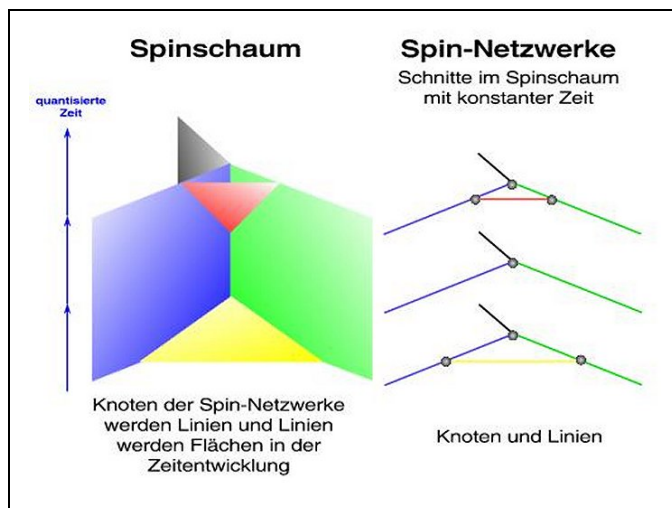 Spinschaum
quantisierte
Zeit
Knoten der Spin-Netzwerke
werden Linien und Linien
werden Flächen in der
Zeitentwicklung
Spin-Netzwerke
Schnitte im Spinschaum
mit konstanter Zeit
Knoten und Linien